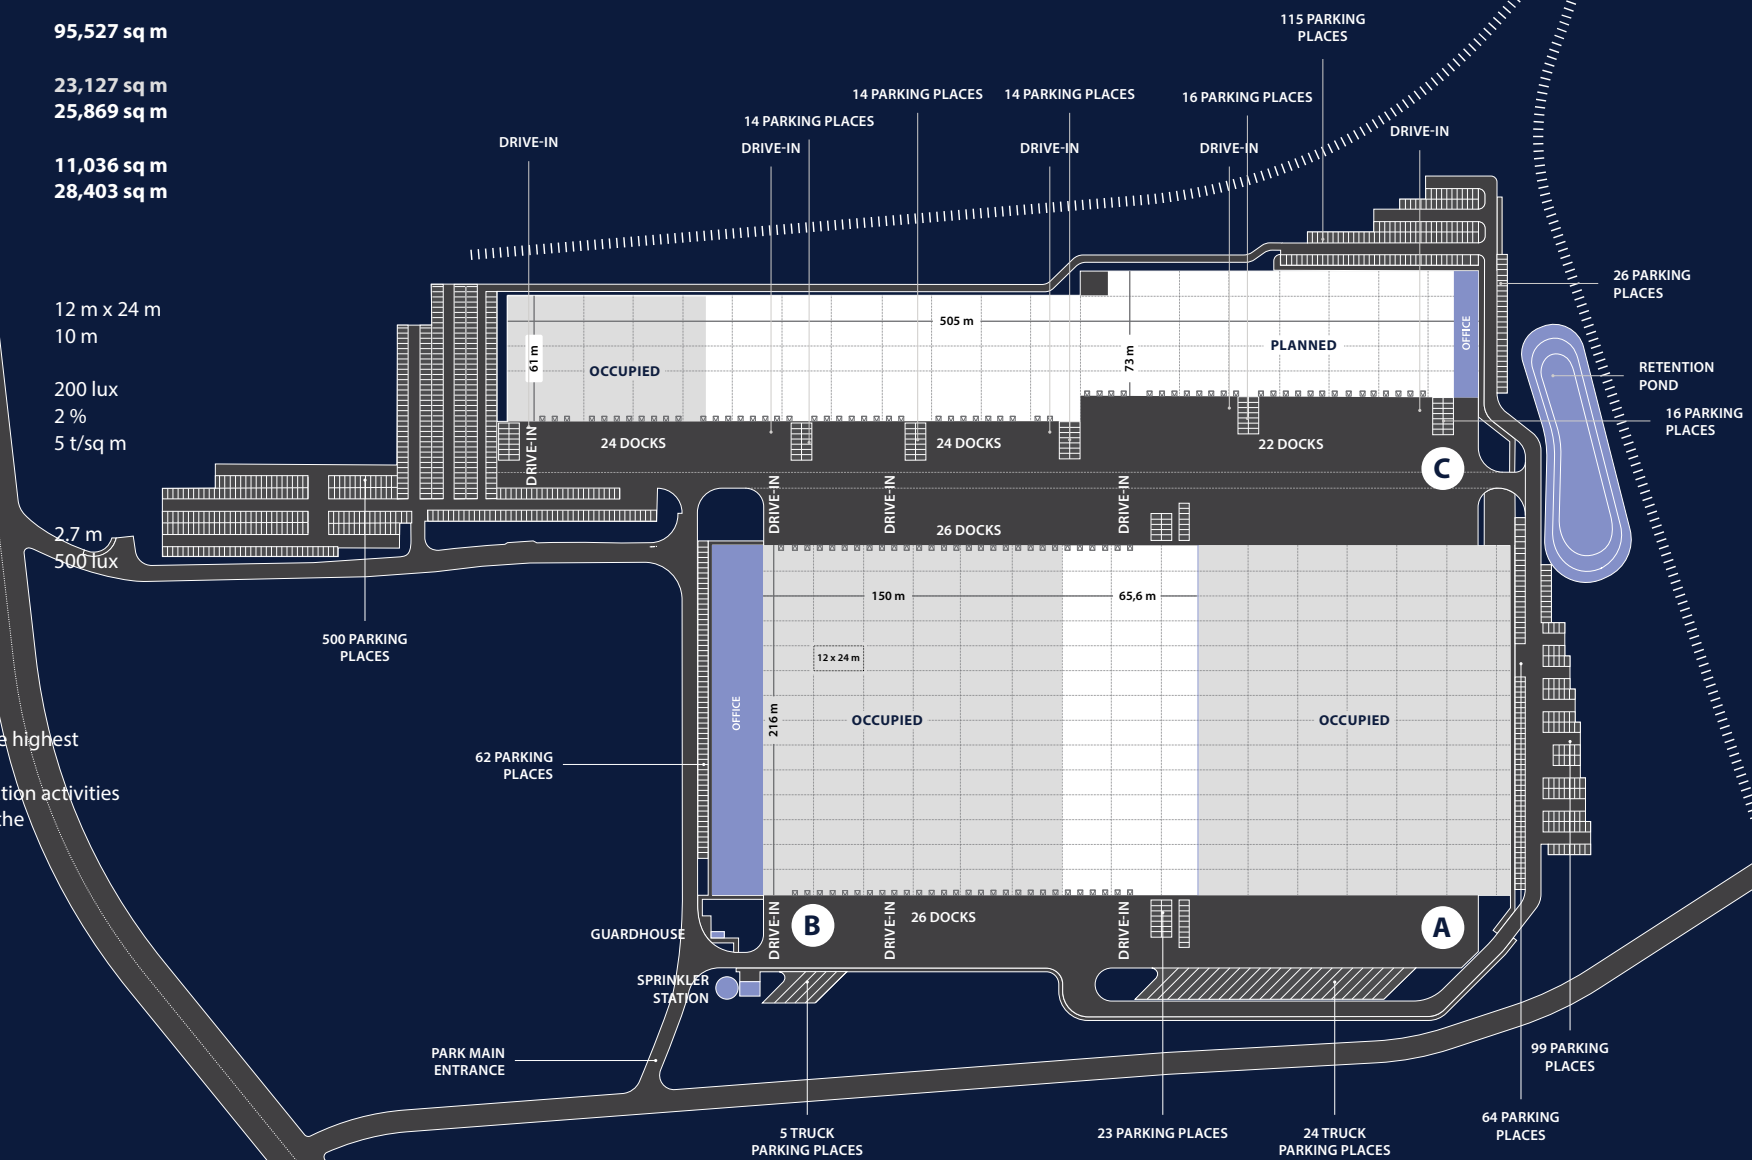 95,527 sq m
23,127 sq m
25,869 sq m
11,036 sq m
28,403 sq m
12 m x 24 m
10 m
200 lux
2 %
5 t/sq m
2.7 m
500 lux
e highest
tion activities
the
115 PARKING
PLACES
14 PARKING PLACES
14 PARKING PLACES
16 PARKING PLACES
14 PARKING PLACES
DRIVE-IN
DRIVE-IN
DRIVE-IN
DRIVE-IN
DRIVE-IN
26 PARKING
PLACES
505 m
61 m
OCCUPIED
73 m
PLANNED
OFFICE
RETENTION
POND
16 PARKING
PLACES
DRIVE-IN
24 DOCKS
24 DOCKS
22 DOCKS
C
DRIVE-IN
DRIVE-IN
DRIVE-IN
26 DOCKS
150 m
65,6 m
500 PARKING
PLACES
12 x 24 m
OFFICE
216 m
OCCUPIED
OCCUPIED
62 PARKING
PLACES
DRIVE-IN
B
DRIVE-IN
26 DOCKS
DRIVE-IN
A
GUARDHOUSE
SPRINKLER
STATION
PARK MAIN
ENTRANCE
99 PARKING
PLACES
64 PARKING
PLACES
5 TRUCK
PARKING PLACES
23 PARKING PLACES
24 TRUCK
PARKING PLACES